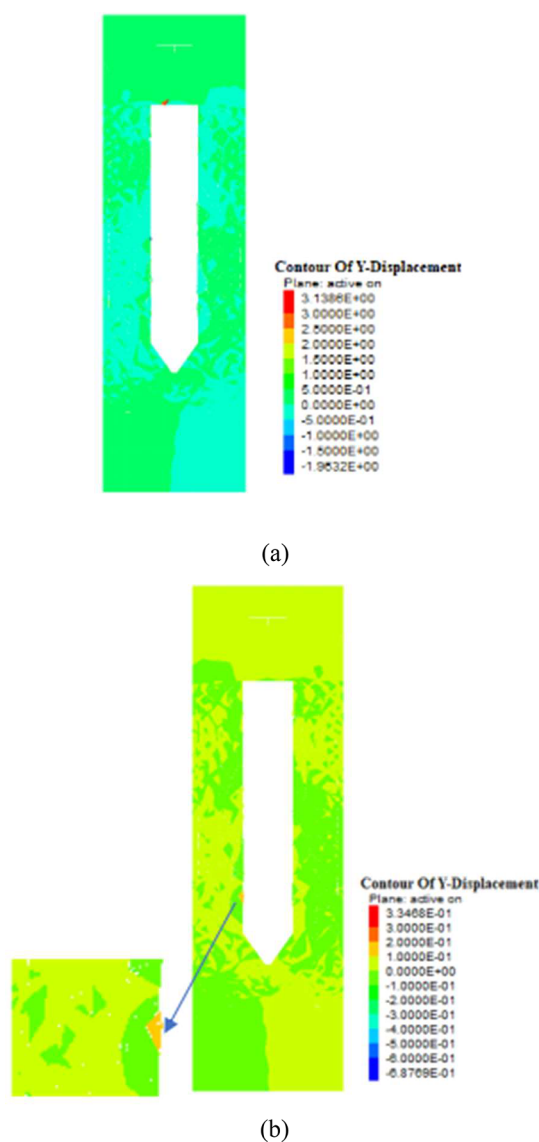 Contour Of Y-Displacement
Plane: active on
3.1386E+00
3.0000E+00
2.5000E+00
2.0000E+00
1.5000E+00
1.0000E+00
5.0000E-01
0.0000E+00
-5.0000E-01
-1.0000E+00
-1.5000E+00
-1.9632E+00
(a)
Contour Of Y-Displacement
Plane: active on
3.3468E-01
3.0000E-01
2.0000E-01
1.0000E-01
0.0000E+00
-1.0000E-01
-2.0000E-01
-3.0000E-01
-4.0000E-01
-5.0000E-01
-6.0000E-01
-6.8769E-01
(b)